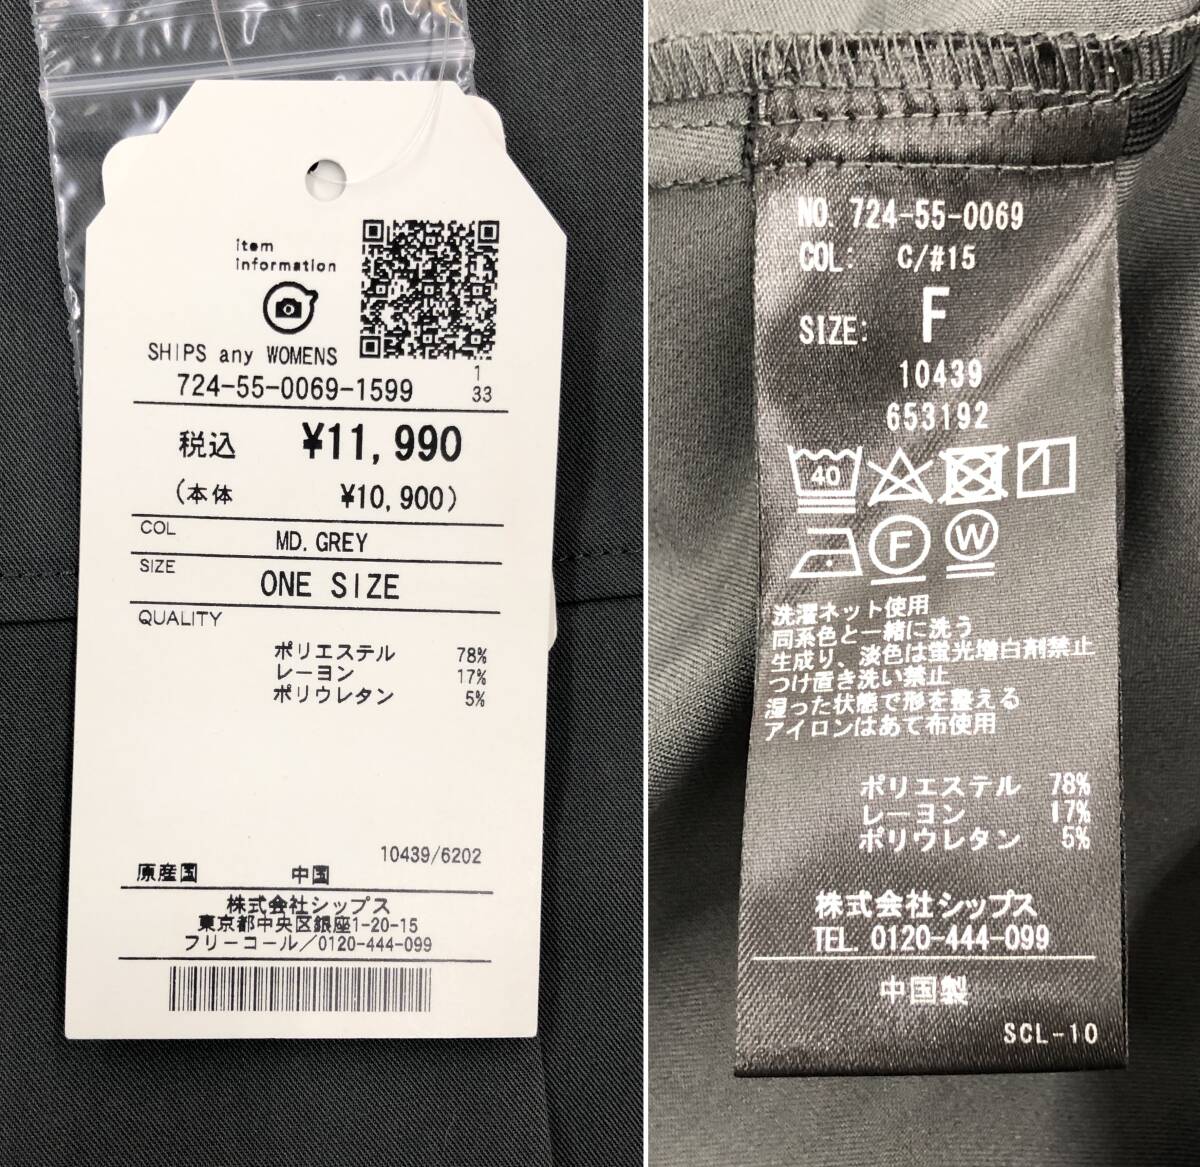 item
information
SHIPS any WOMENS
724-55-0069-1599
1
33
税込 ¥11,990
(本体 ¥10,900)
COL MD.GREY
SIZE ONE SIZE
QUALITY
ポリエステル 78%
レーヨン 17%
ポリウレタン 5%
10439/6202
原産国 中国
株式会社シップス
東京都中央区銀座1-20-15
フリーコール/0120-444-099
NO. 724-55-0069
COL: C/#15
SIZE: F
10439
653192
40
F W
洗濯ネット使用
同系色と一緒に洗う
生成り、淡色は蛍光増白剤禁止
つけ置き洗い禁止
湿った状態で形を整える
アイロンはあて布使用
ポリエステル 78%
レーヨン 17%
ポリウレタン 5%
株式会社シップス
TEL. 0120-444-099
中国製
SCL-10